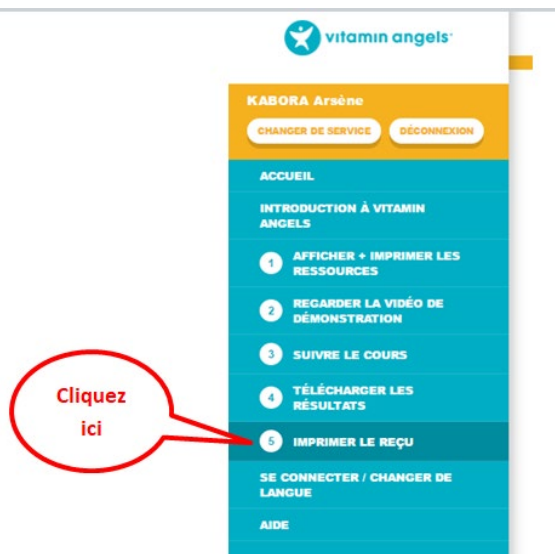 vitamin angels
KABORA Arsène
CHANGER DE SERVICE
DÉCONNEXION
ACCUEIL
INTRODUCTION À VITAMIN
ANGELS
1 AFFICHER + IMPRIMER LES
RESSOURCES
2 REGARDER LA VIDÉO DE
DÉMONSTRATION
3 SUIVRE LE COURS
4 TÉLÉCHARGER LES
RÉSULTATS
Cliquez
ici
5 IMPRIMER LE REÇU
SE CONNECTER / CHANGER DE
LANGUE
AIDE